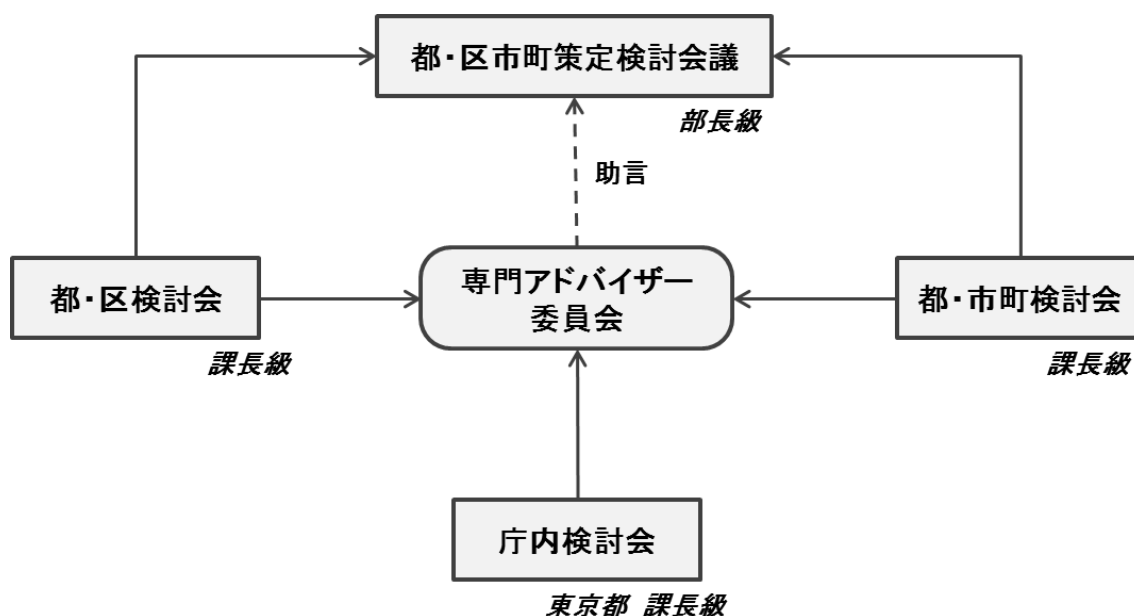 都・区市町策定検討会議
部長級
助言
専門アドバイザー
委員会
都・区検討会
課長級
都・市町検討会
課長級
庁内検討会
東京都 課長級